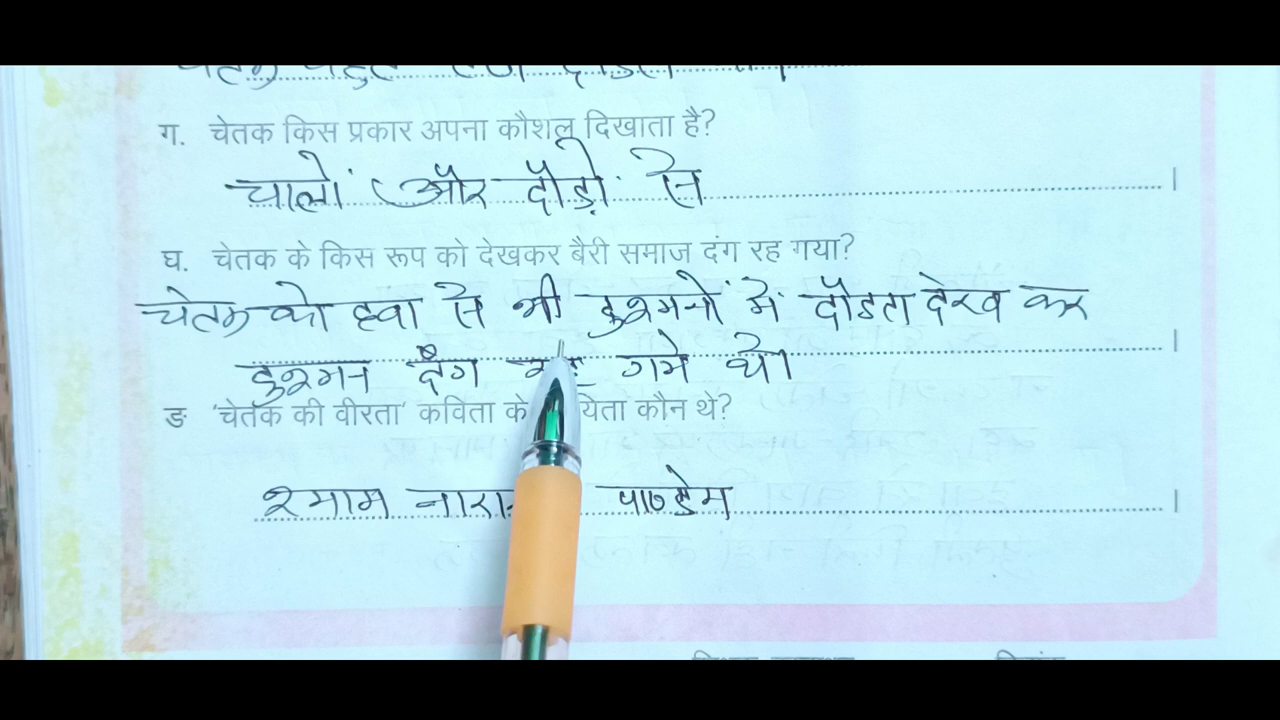 ग. चेतक किस प्रकार अपना कौशल दिखाता है?
चालों और दौड़ों से
घ. चेतक के किस रूप को देखकर बैरी समाज दंग रह गया?
चेतक को हवा से भी दुश्मनों में दौडता देख कर
दुश्मन दंग रह गये थे।
ङ 'चेतक की वीरता' कविता के कौन थे?
श्याम पाण्डेय